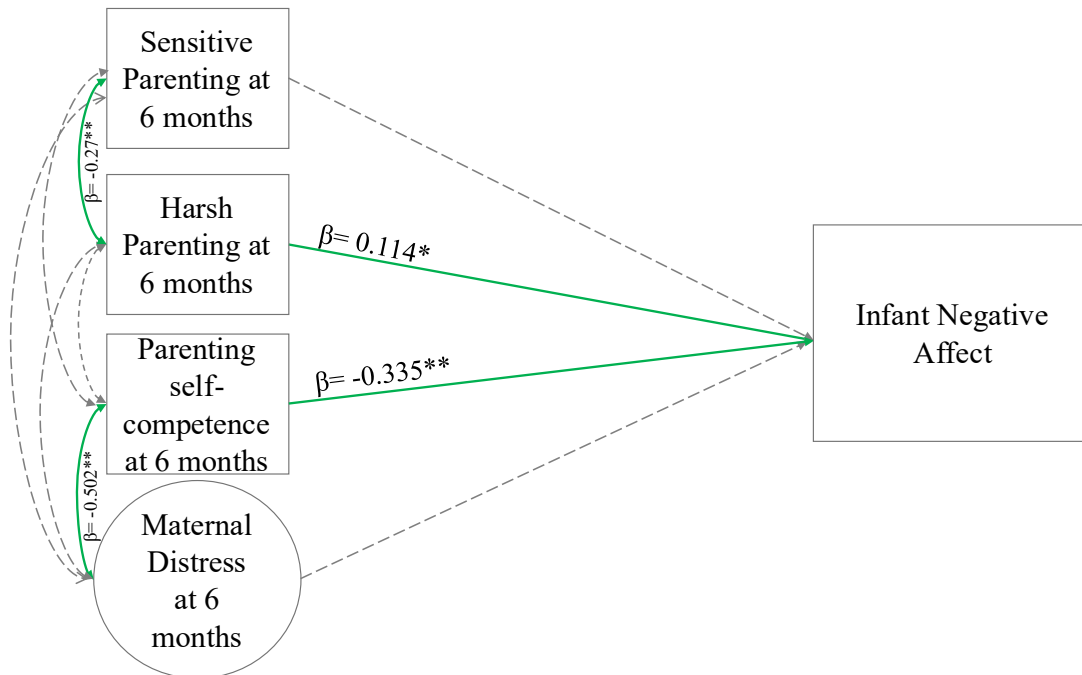 Sensitive
Parenting at
6 months
β= -0.27**
Harsh
Parenting at
6 months
β= 0.114*
Infant Negative
Affect
Parenting
self-
competence
at 6 months
β= -0.335**
β= -0.502**
Maternal
Distress
at 6
months